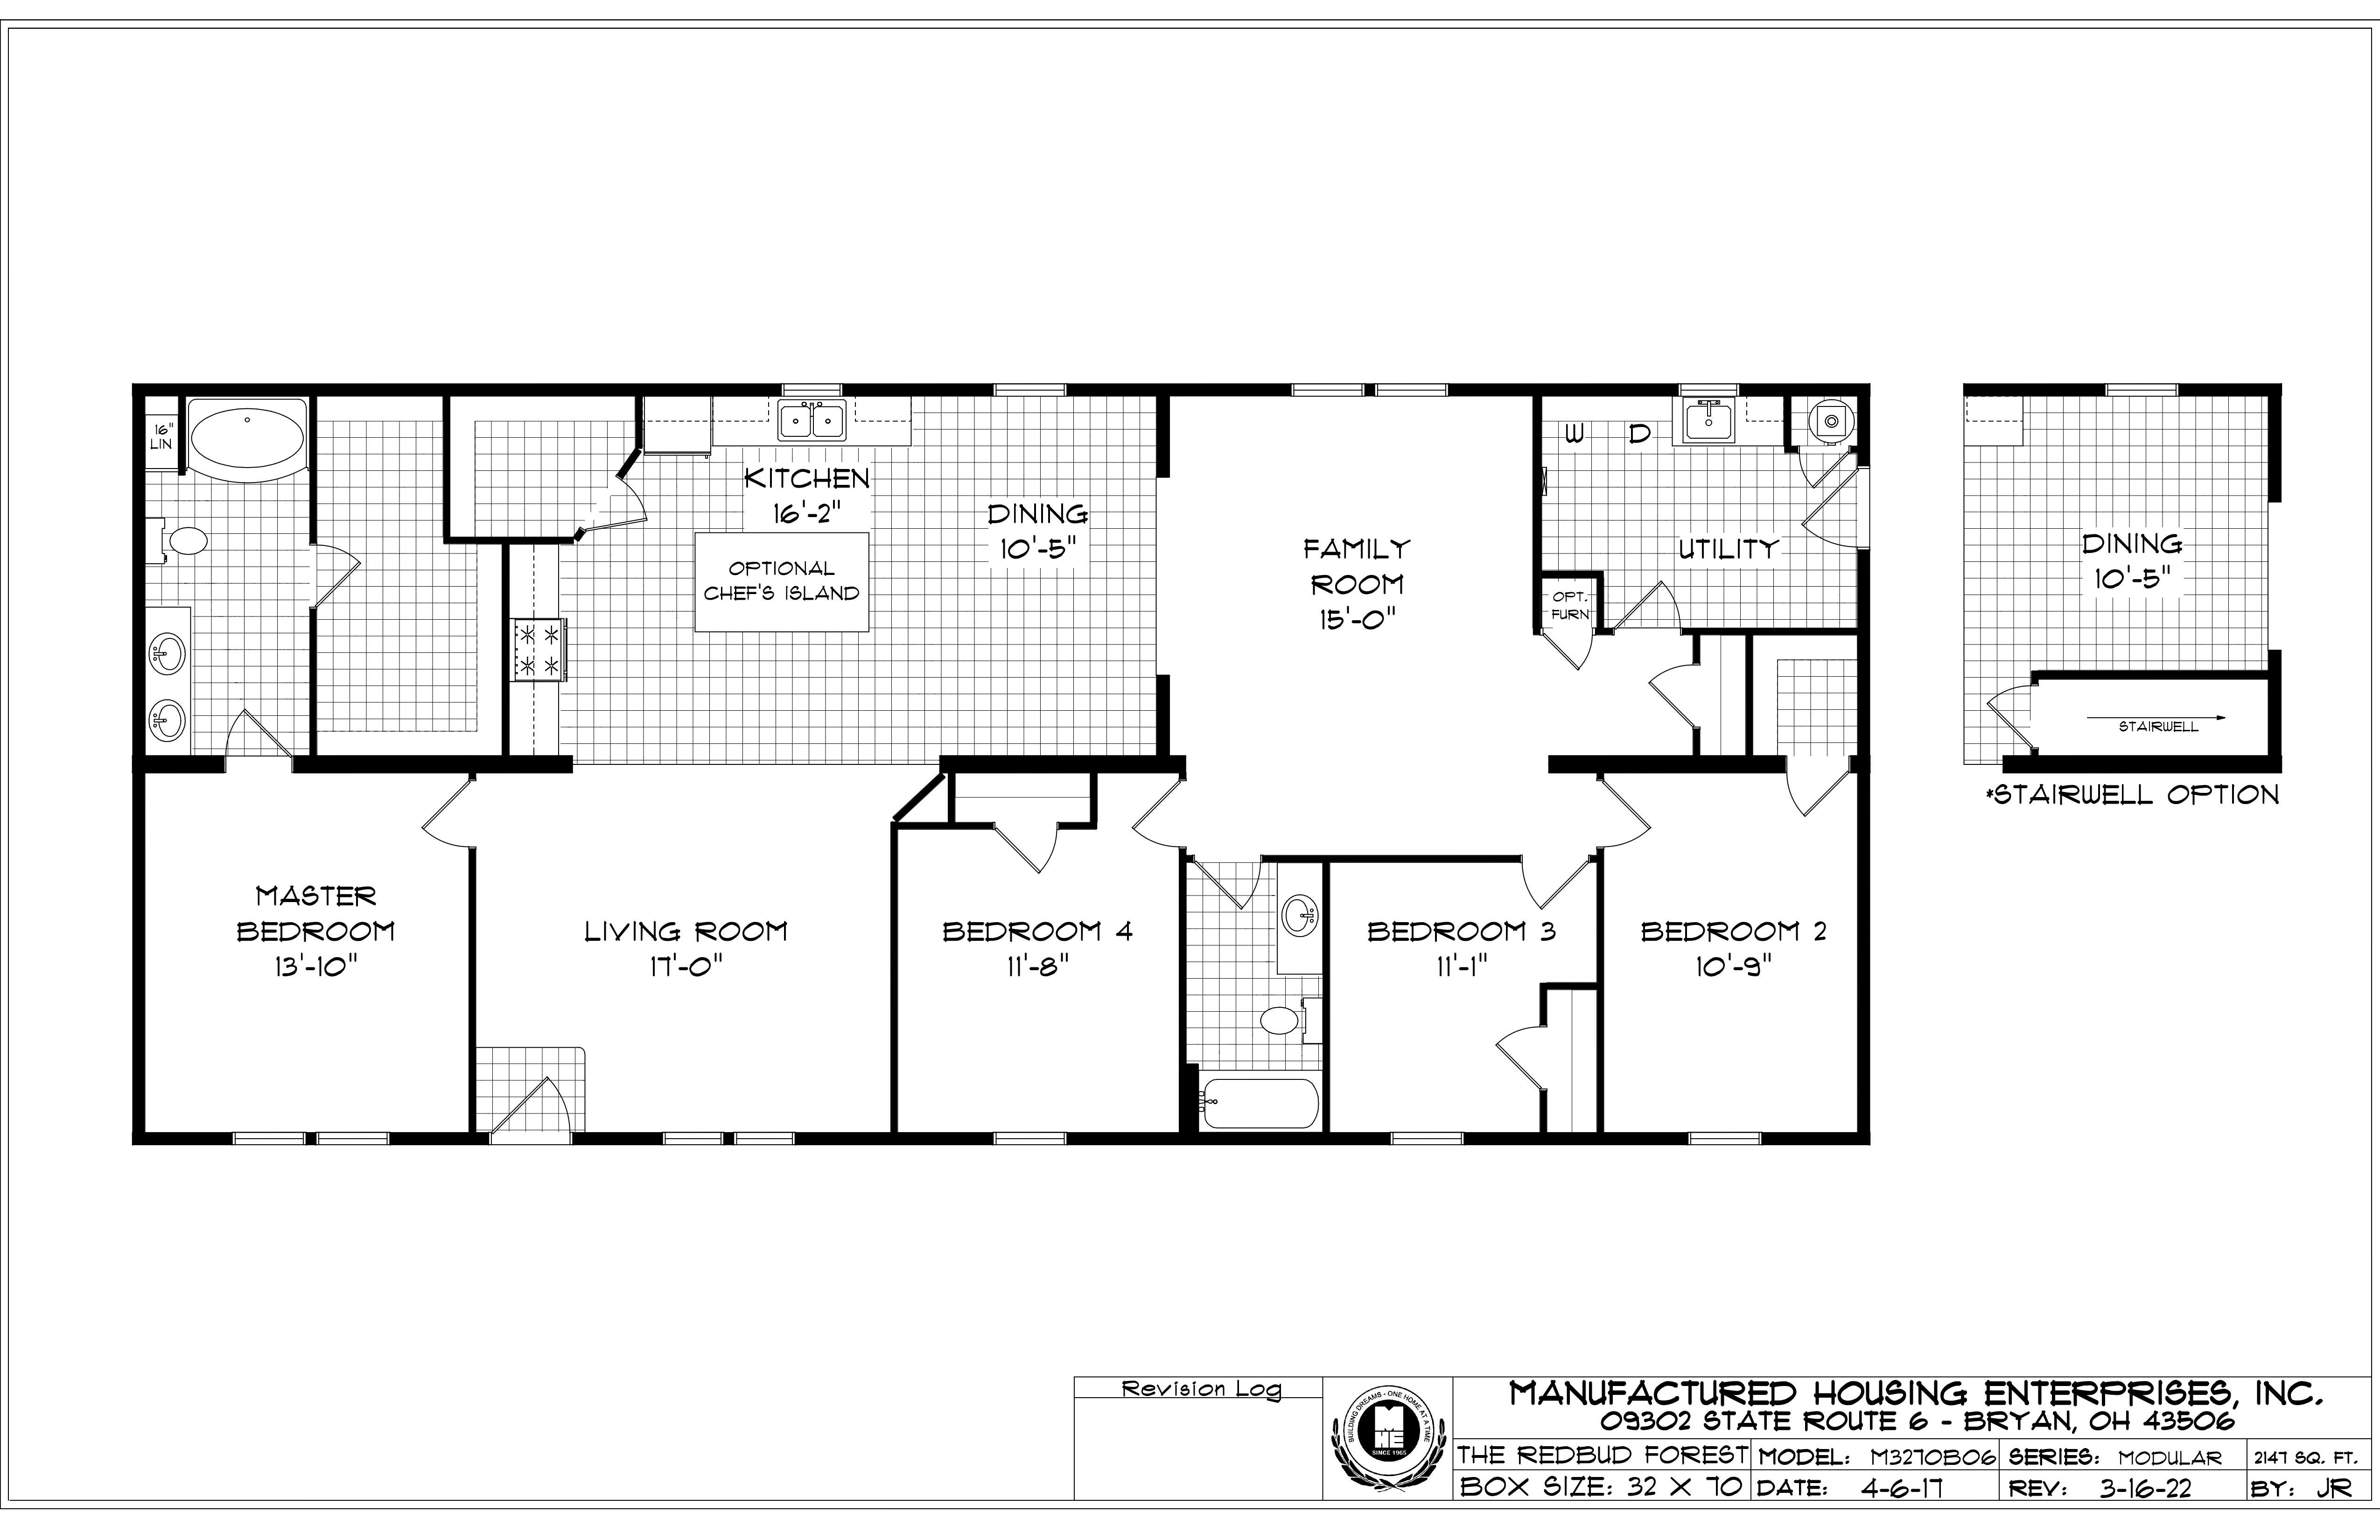 16"
LIN
KITCHEN
16'-2"
OPTIONAL
CHEF'S ISLAND
DINING
10'-5"
FAMILY
ROOM
15'-0"
W D
UTILITY
OPT.
FURN
DINING
10'-5"
STAIRWELL
*STAIRWELL OPTION
MASTER
BEDROOM
13'-10"
LIVING ROOM
17'-0"
BEDROOM 4
11'-8"
BEDROOM 3
11'-1"
BEDROOM 2
10'-9"
Revision Log
BUILDING DREAMS - ONE HOME AT A TIME
MHE
SINCE 1965
MANUFACTURED HOUSING ENTERPRISES, INC.
09302 STATE ROUTE 6 - BRYAN, OH 43506
THE REDBUD FOREST MODEL: M3270B06 SERIES: MODULAR 2147 SQ. FT.
BOX SIZE: 32 X 70 DATE: 4-6-17 REV: 3-16-22 BY: JR